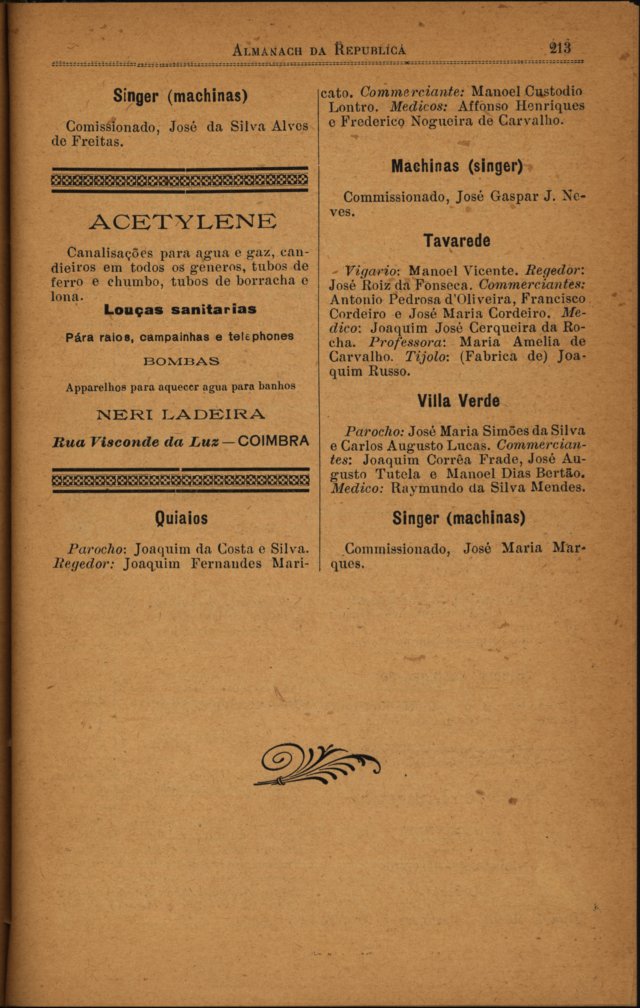 ALMANACH DA REPUBLICA 213
Singer (machinas)
Comissionado, José da Silva Alves
de Freitas.
ACETYLENE
Canalisações para agua e gaz, can-
dieiros em todos os generos, tubos de
ferro e chumbo, tubos de borracha e
lona.
Louças sanitarias
Pára raios, campainhas e telephones
BOMBAS
Apparelhos para aquecer agua para banhos
NERI LADEIRA
Rua Visconde da Luz — COIMBRA
Quiaios
Parocho: Joaquim da Costa e Silva.
Regedor: Joaquim Fernandes Mari-
cato. Commerciante: Manoel Custodio
Lontro. Medicos: Affonso Henriques
e Frederico Nogueira de Carvalho.
Machinas (singer)
Commissionado, José Gaspar J. Ne-
ves.
Tavarede
Vigario: Manoel Vicente. Regedor:
José Roiz da Fonseca. Commerciantes:
Antonio Pedrosa d'Oliveira, Francisco
Cordeiro e José Maria Cordeiro. Me-
dico: Joaquim José Cerqueira da Ro-
cha. Professora: Maria Amelia de
Carvalho. Tijolo: (Fabrica de) Joa-
quim Russo.
Villa Verde
Parocho: José Maria Simões da Silva
e Carlos Augusto Lucas. Commercian-
tes: Joaquim Corrêa Frade, José Au-
gusto Tutela e Manoel Dias Bertão.
Medico: Raymundo da Silva Mendes.
Singer (machinas)
Commissionado, José Maria Mar-
ques.